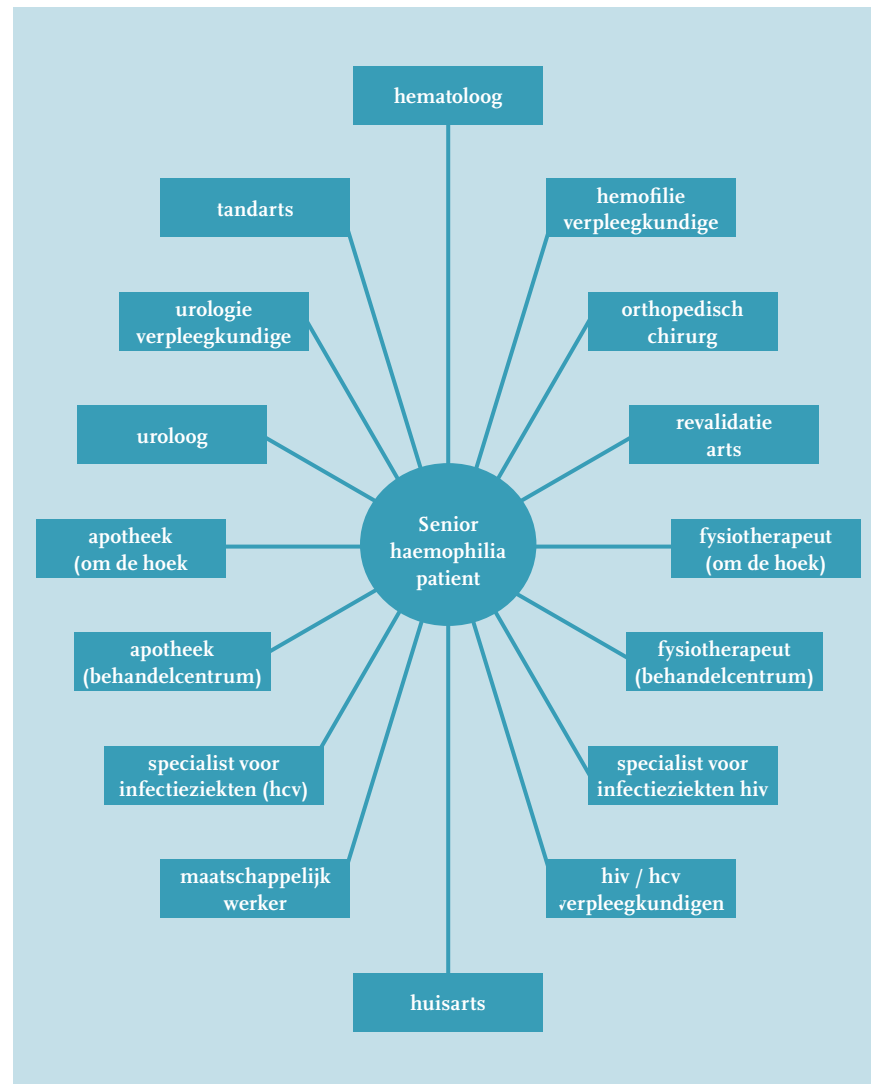 hematoloog
tandarts
hemofilie
verpleegkundige
urologie
verpleegkundige
orthopedisch
chirurg
uroloog
revalidatie
arts
apotheek
(om de hoek
Senior
haemophilia
patient
fysiotherapeut
(om de hoek)
apotheek
(behandelcentrum)
fysiotherapeut
(behandelcentrum)
specialist voor
infectieziekten (hcv)
specialist voor
infectieziekten hiv
maatschappelijk
werker
hiv / hcv
verpleegkundigen
huisarts